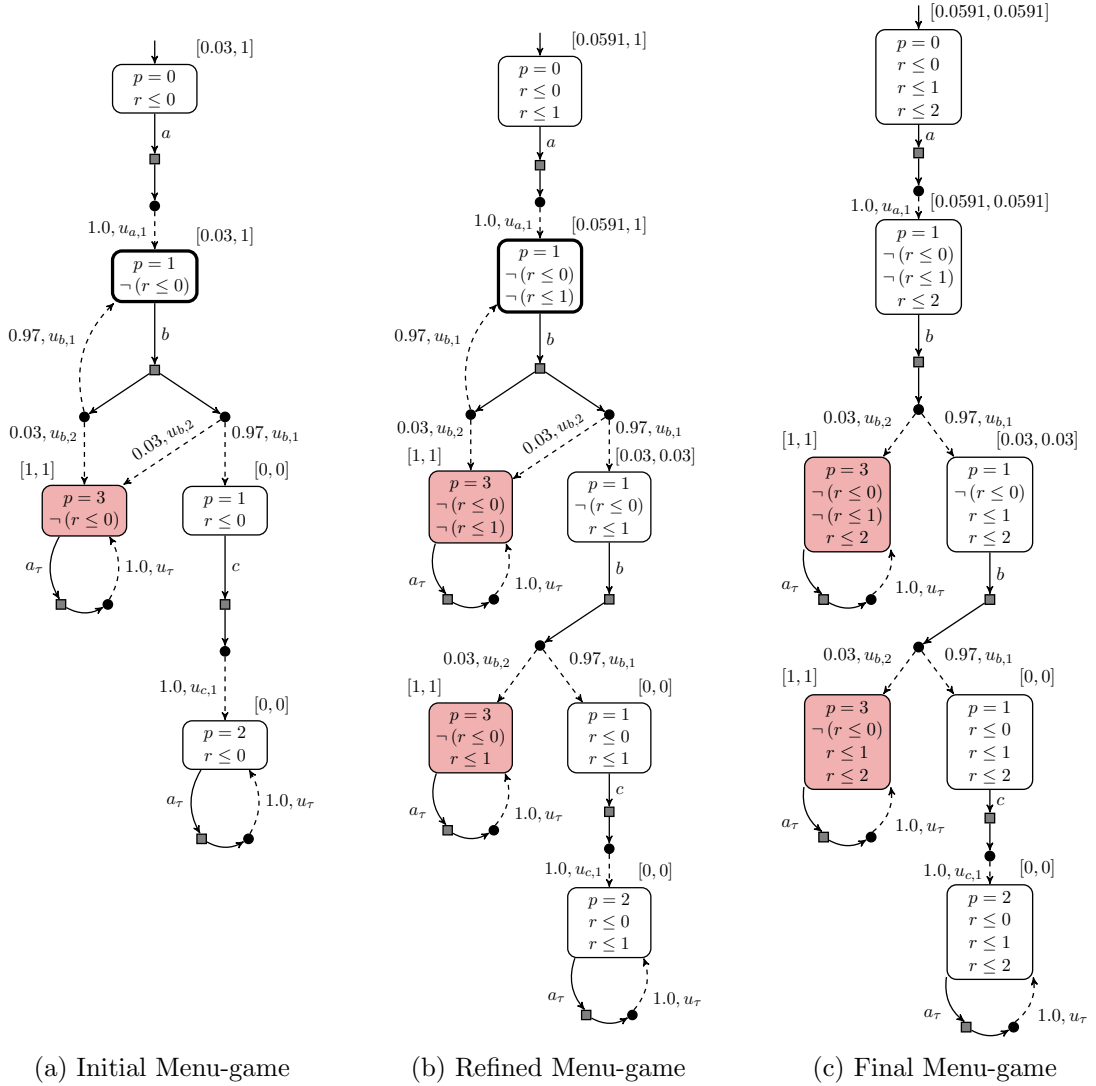 [0.03, 1]
p = 0
r ≤ 0
a
1.0, u_{a,1}
[0.03, 1]
p = 1
¬ (r ≤ 0)
0.97, u_{b,1}
b
0.03, u_{b,2}
0.03, u_{b,2}
0.97, u_{b,1}
[1, 1]
p = 3
¬ (r ≤ 0)
a_τ
1.0, u_τ
[0, 0]
p = 1
r ≤ 0
c
1.0, u_{c,1}
[0, 0]
p = 2
r ≤ 0
a_τ
1.0, u_τ
(a) Initial Menu-game
[0.0591, 1]
p = 0
r ≤ 0
r ≤ 1
a
1.0, u_{a,1}
[0.0591, 1]
p = 1
¬ (r ≤ 0)
¬ (r ≤ 1)
0.97, u_{b,1}
b
0.03, u_{b,2}
0.03, u_{b,2}
0.97, u_{b,1}
[1, 1]
p = 3
¬ (r ≤ 0)
¬ (r ≤ 1)
a_τ
1.0, u_τ
[0.03, 0.03]
p = 1
¬ (r ≤ 0)
r ≤ 1
b
0.03, u_{b,2}
0.97, u_{b,1}
[1, 1]
p = 3
¬ (r ≤ 0)
r ≤ 1
a_τ
1.0, u_τ
[0, 0]
p = 1
r ≤ 0
r ≤ 1
c
1.0, u_{c,1}
[0, 0]
p = 2
r ≤ 0
r ≤ 1
a_τ
1.0, u_τ
(b) Refined Menu-game
[0.0591, 0.0591]
p = 0
r ≤ 0
r ≤ 1
r ≤ 2
a
1.0, u_{a,1}
[0.0591, 0.0591]
p = 1
¬ (r ≤ 0)
¬ (r ≤ 1)
r ≤ 2
b
0.03, u_{b,2}
0.97, u_{b,1}
[1, 1]
p = 3
¬ (r ≤ 0)
¬ (r ≤ 1)
r ≤ 2
a_τ
1.0, u_τ
[0.03, 0.03]
p = 1
¬ (r ≤ 0)
r ≤ 1
r ≤ 2
b
0.03, u_{b,2}
0.97, u_{b,1}
[1, 1]
p = 3
¬ (r ≤ 0)
r ≤ 1
r ≤ 2
a_τ
1.0, u_τ
[0, 0]
p = 1
r ≤ 0
r ≤ 1
r ≤ 2
c
1.0, u_{c,1}
[0, 0]
p = 2
r ≤ 0
r ≤ 1
r ≤ 2
a_τ
1.0, u_τ
(c) Final Menu-game